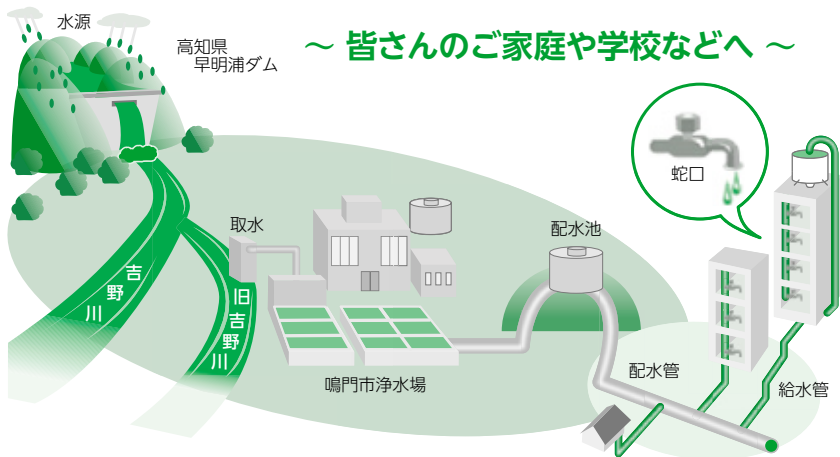 水源
高知県
早明浦ダム
～ 皆さんのご家庭や学校などへ ～
蛇口
取水
配水池
吉野川
旧吉野川
鳴門市浄水場
配水管
給水管